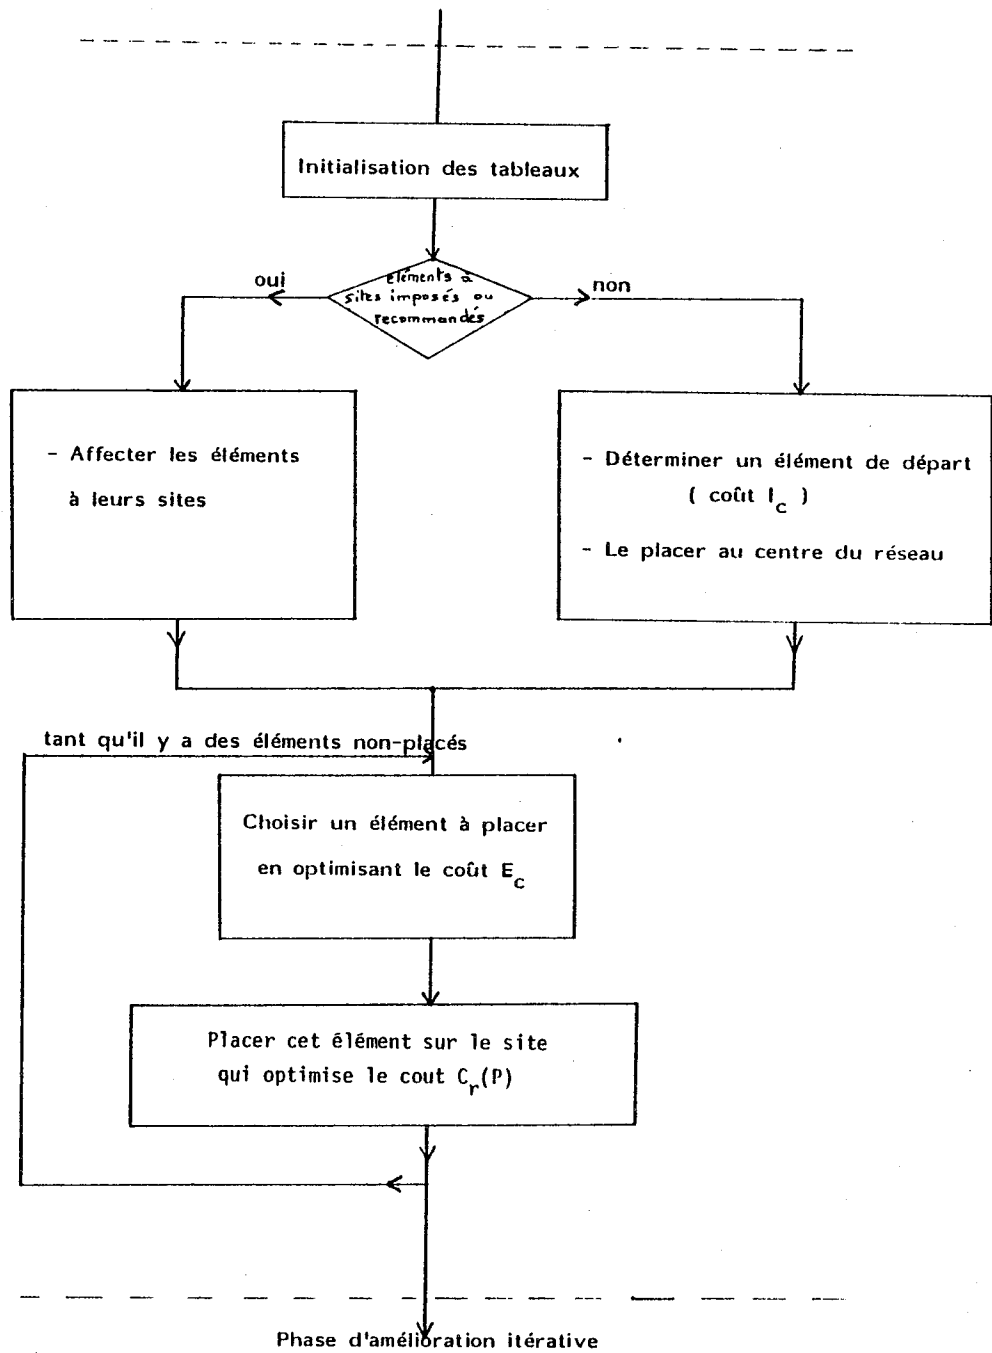 Initialisation des tableaux
éléments à
sites imposés ou
recommandés
oui
non
- Affecter les éléments
à leurs sites
- Déterminer un élément de départ
( coût I_c )
- Le placer au centre du réseau
tant qu'il y a des éléments non-placés
Choisir un élément à placer
en optimisant le coût E_c
Placer cet élément sur le site
qui optimise le cout C_r(P)
Phase d'amélioration itérative